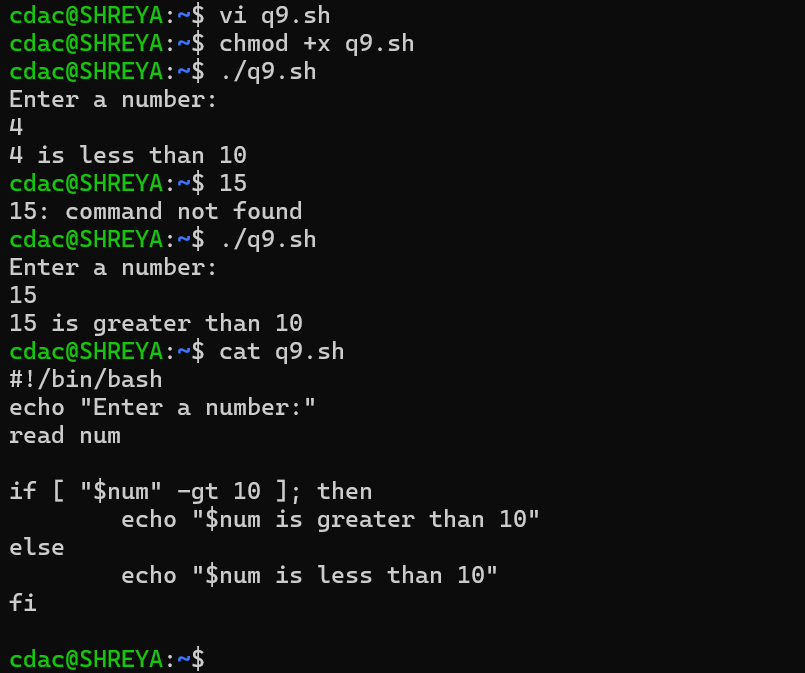 cdac@SHREYA:~$ vi q9.sh
cdac@SHREYA:~$ chmod +x q9.sh
cdac@SHREYA:~$ ./q9.sh
Enter a number:
4
4 is less than 10
cdac@SHREYA:~$ 15
15: command not found
cdac@SHREYA:~$ ./q9.sh
Enter a number:
15
15 is greater than 10
cdac@SHREYA:~$ cat q9.sh
#!/bin/bash
echo "Enter a number:"
read num

if [ "$num" -gt 10 ]; then
        echo "$num is greater than 10"
else
        echo "$num is less than 10"
fi

cdac@SHREYA:~$